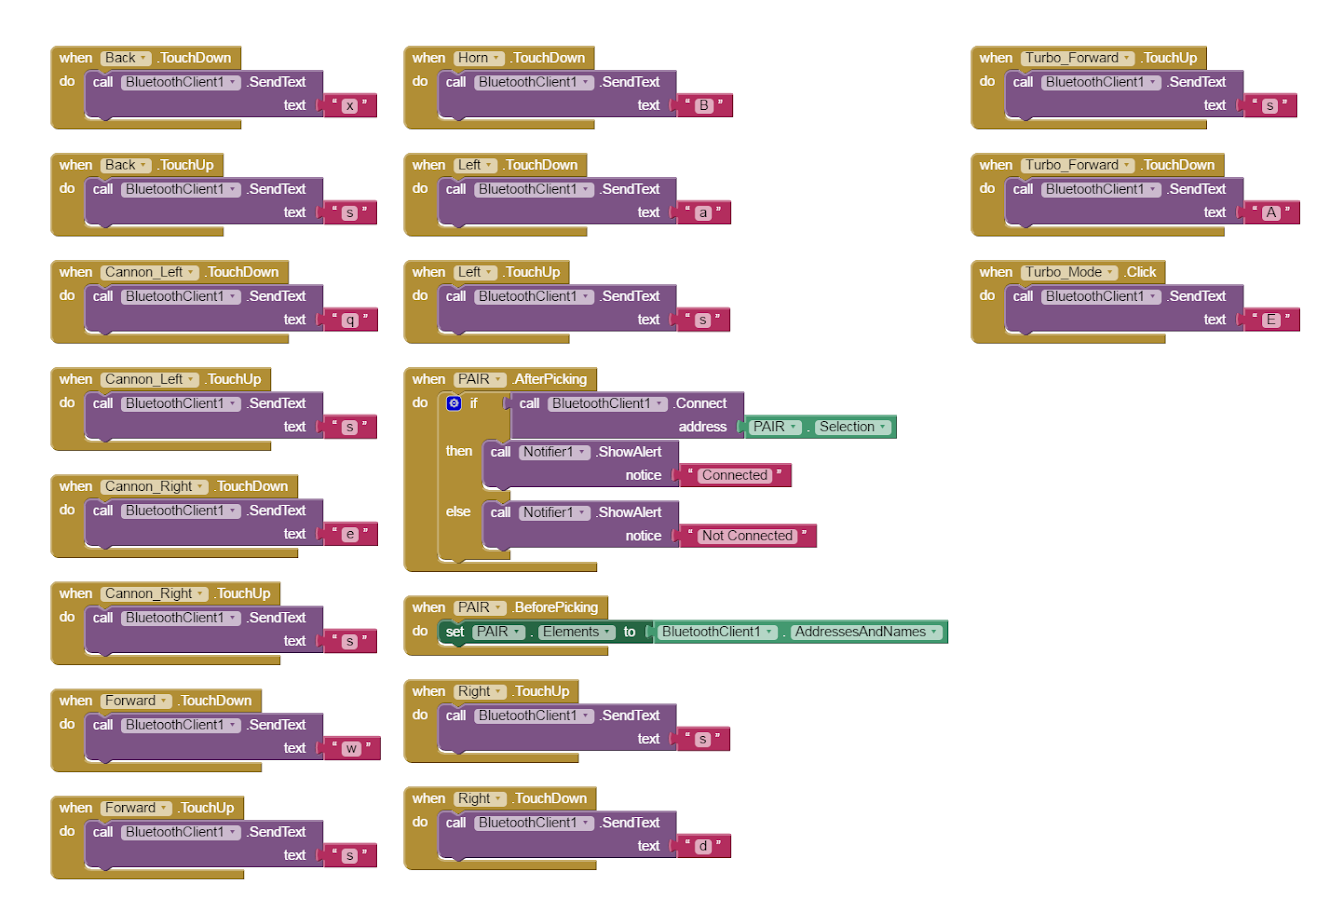 when Back .TouchDown
do call BluetoothClient1 .SendText
text "x"
when Back .TouchUp
do call BluetoothClient1 .SendText
text "s"
when Cannon_Left .TouchDown
do call BluetoothClient1 .SendText
text "q"
when Cannon_Left .TouchUp
do call BluetoothClient1 .SendText
text "s"
when Cannon_Right .TouchDown
do call BluetoothClient1 .SendText
text "e"
when Cannon_Right .TouchUp
do call BluetoothClient1 .SendText
text "s"
when Forward .TouchDown
do call BluetoothClient1 .SendText
text "w"
when Forward .TouchUp
do call BluetoothClient1 .SendText
text "s"
when Horn .TouchDown
do call BluetoothClient1 .SendText
text "B"
when Left .TouchDown
do call BluetoothClient1 .SendText
text "a"
when Left .TouchUp
do call BluetoothClient1 .SendText
text "s"
when PAIR .AfterPicking
do if call BluetoothClient1 .Connect
address PAIR . Selection
then call Notifier1 .ShowAlert
notice "Connected"
else call Notifier1 .ShowAlert
notice "Not Connected"
when PAIR .BeforePicking
do set PAIR . Elements to BluetoothClient1 . AddressesAndNames
when Right .TouchUp
do call BluetoothClient1 .SendText
text "s"
when Right .TouchDown
do call BluetoothClient1 .SendText
text "d"
when Turbo_Forward .TouchUp
do call BluetoothClient1 .SendText
text "s"
when Turbo_Forward .TouchDown
do call BluetoothClient1 .SendText
text "A"
when Turbo_Mode .Click
do call BluetoothClient1 .SendText
text "E"